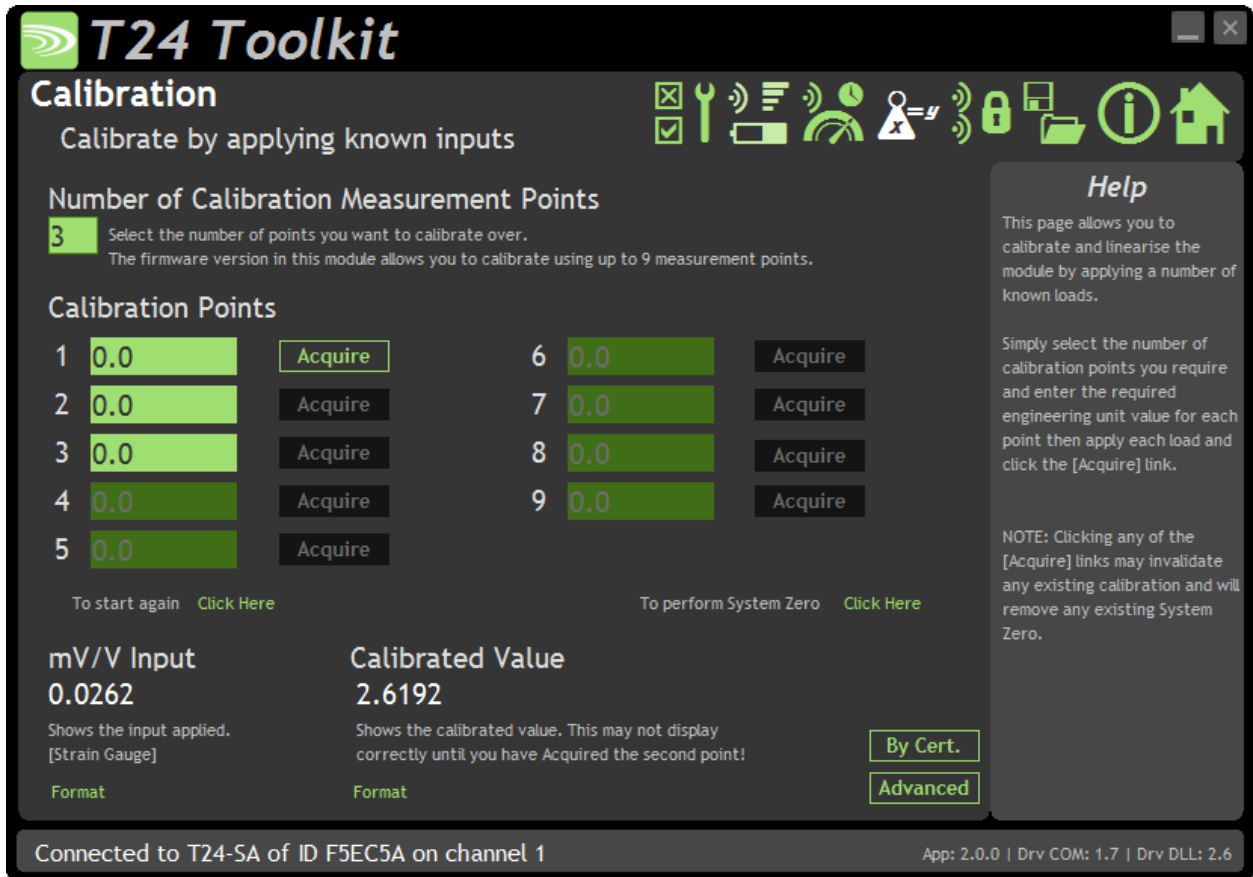 T24 Toolkit
Calibration
Calibrate by applying known inputs
x
=y
Number of Calibration Measurement Points
3
Select the number of points you want to calibrate over.
The firmware version in this module allows you to calibrate using up to 9 measurement points.
Calibration Points
1 0.0 Acquire 6 0.0 Acquire
2 0.0 Acquire 7 0.0 Acquire
3 0.0 Acquire 8 0.0 Acquire
4 0.0 Acquire 9 0.0 Acquire
5 0.0 Acquire
To start again Click Here To perform System Zero Click Here
mV/V Input Calibrated Value
0.0262 2.6192
Shows the input applied. Shows the calibrated value. This may not display
[Strain Gauge] correctly until you have Acquired the second point!
By Cert.
Format Format Advanced
Help
This page allows you to
calibrate and linearise the
module by applying a number of
known loads.
Simply select the number of
calibration points you require
and enter the required
engineering unit value for each
point then apply each load and
click the [Acquire] link.
NOTE: Clicking any of the
[Acquire] links may invalidate
any existing calibration and will
remove any existing System
Zero.
Connected to T24-SA of ID F5EC5A on channel 1 App: 2.0.0 | Drv COM: 1.7 | Drv DLL: 2.6